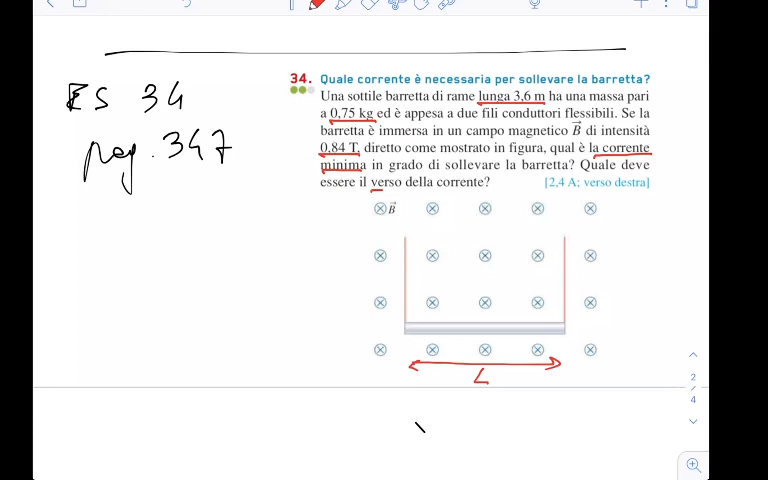 ES 34
pag. 347
34. Quale corrente è necessaria per sollevare la barretta?
Una sottile barretta di rame lunga 3,6 m ha una massa pari
a 0,75 kg ed è appesa a due fili conduttori flessibili. Se la
barretta è immersa in un campo magnetico B⃗ di intensità
0,84 T, diretto come mostrato in figura, qual è la corrente
minima in grado di sollevare la barretta? Quale deve
essere il verso della corrente? [2,4 A; verso destra]
B⃗
L
2
/
4